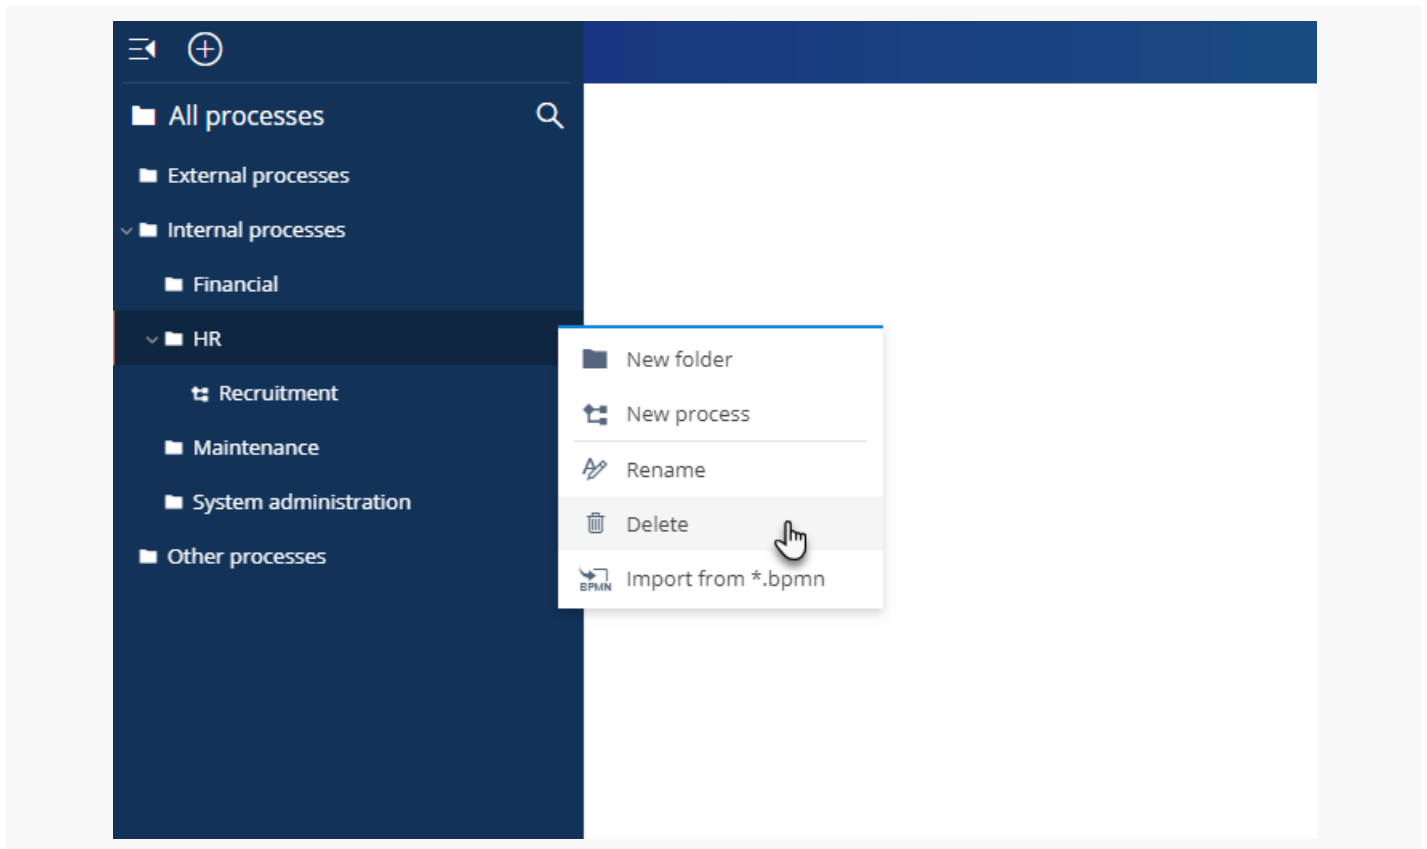 All processes
External processes
Internal processes
Financial
HR
Recruitment
Maintenance
System administration
Other processes
New folder
New process
Rename
Delete
BPMN Import from *.bpmn